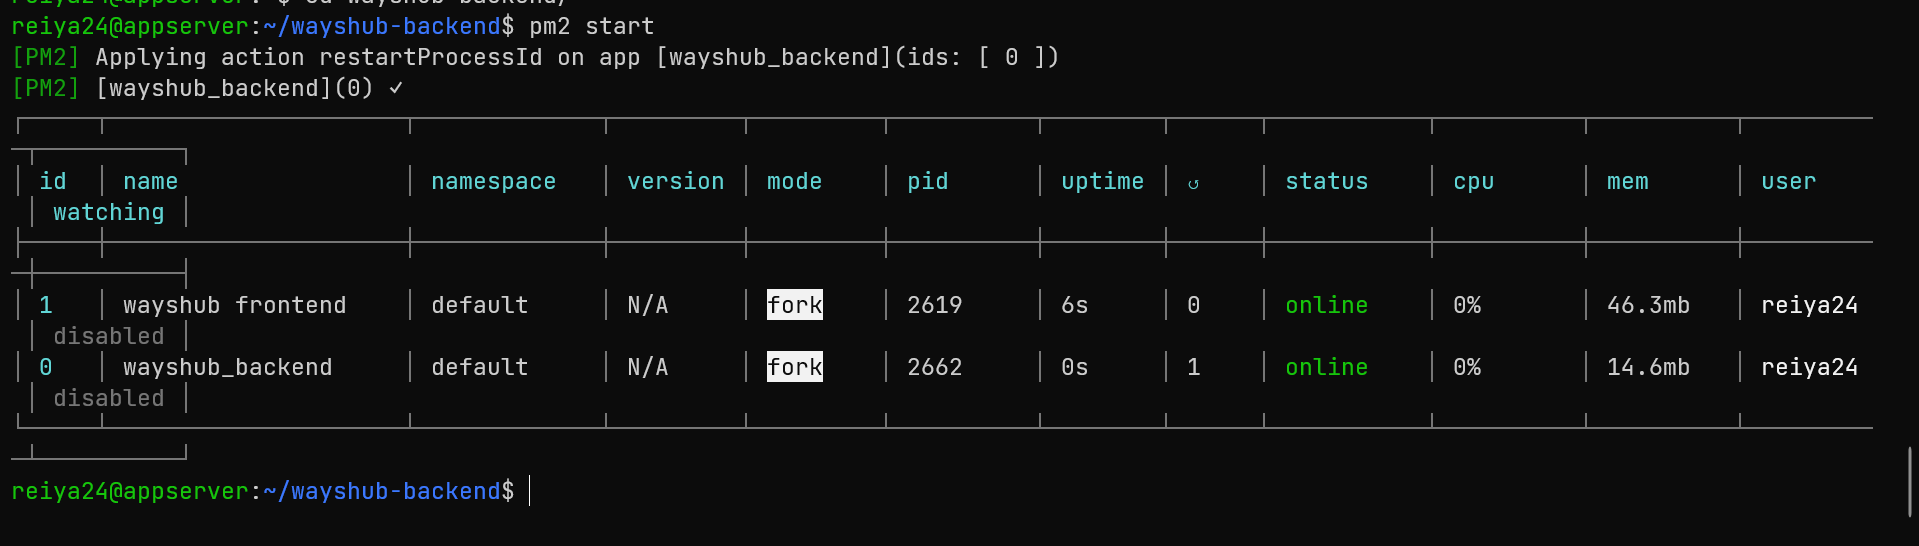 reiya24@appserver:~$ cd wayshub-backend/
reiya24@appserver:~/wayshub-backend$ pm2 start
[PM2] Applying action restartProcessId on app [wayshub_backend](ids: [ 0 ])
[PM2] [wayshub_backend](0) ✓
│ id │ name │ namespace │ version │ mode │ pid │ uptime │ ↺ │ status │ cpu │ mem │ user
│ watching │
│ 1 │ wayshub frontend │ default │ N/A │ fork │ 2619 │ 6s │ 0 │ online │ 0% │ 46.3mb │ reiya24
│ disabled │
│ 0 │ wayshub_backend │ default │ N/A │ fork │ 2662 │ 0s │ 1 │ online │ 0% │ 14.6mb │ reiya24
│ disabled │
reiya24@appserver:~/wayshub-backend$